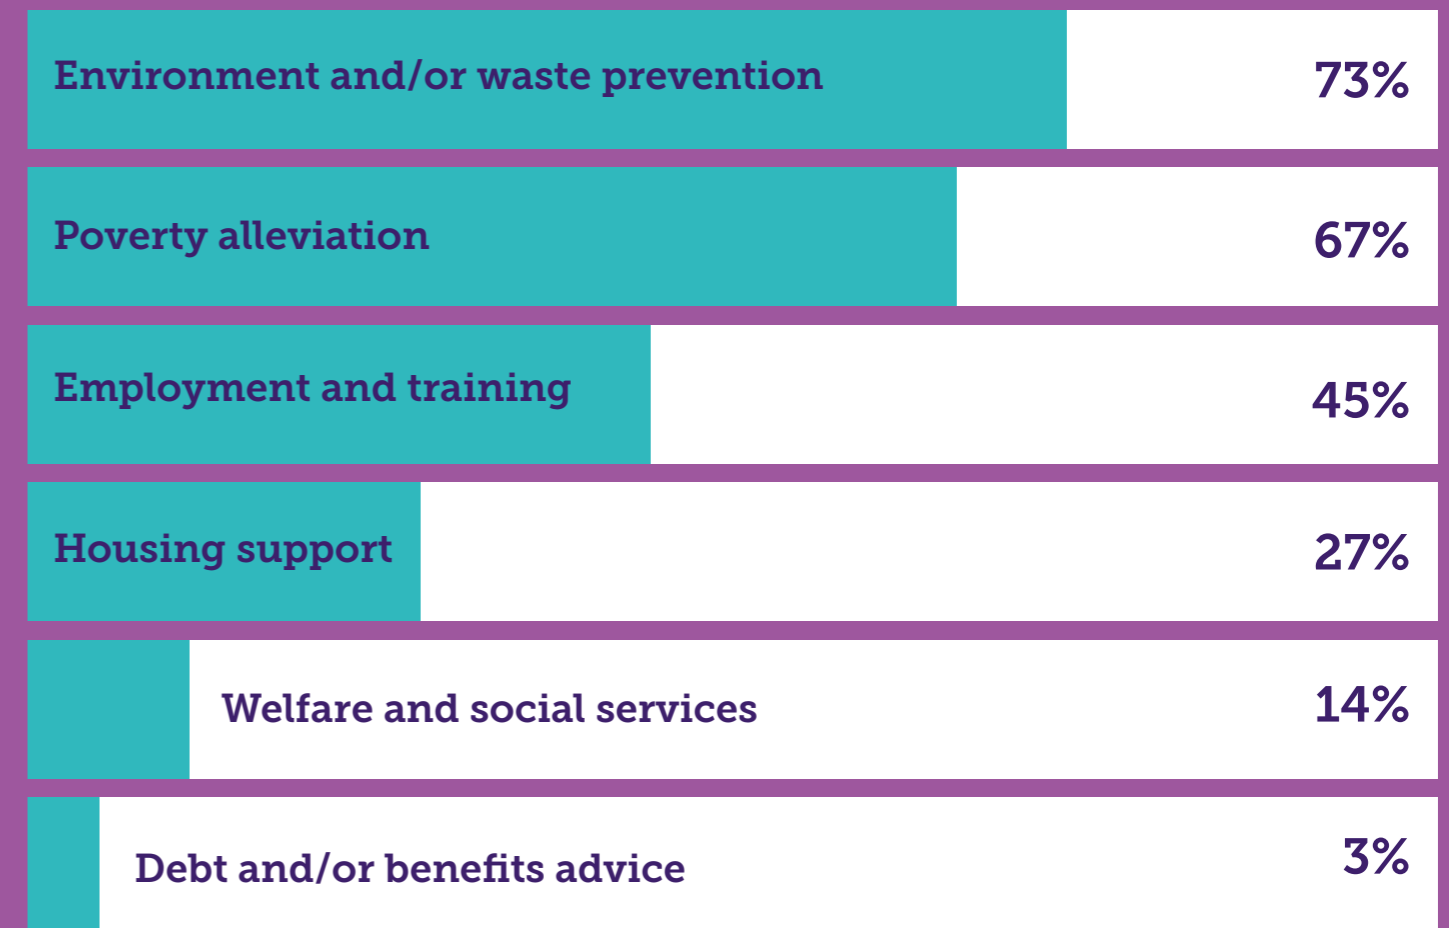 Environment and/or waste prevention 73%
Poverty alleviation 67%
Employment and training 45%
Housing support 27%
Welfare and social services 14%
Debt and/or benefits advice 3%